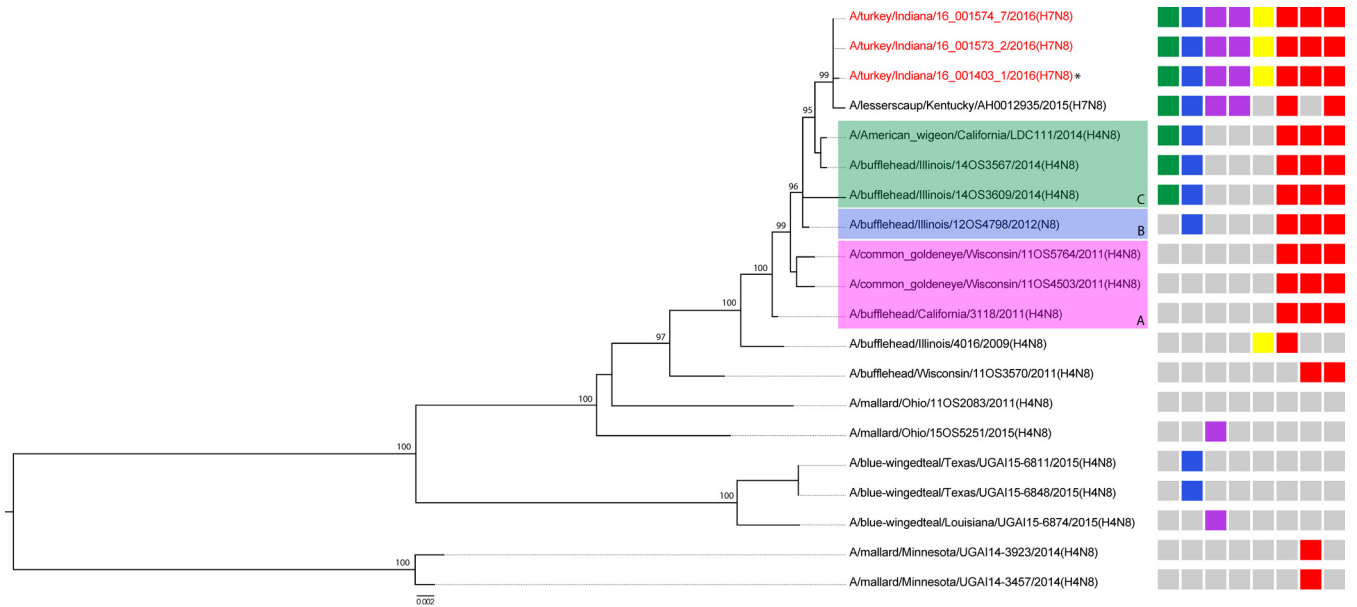 A/turkey/Indiana/16_001574_7/2016(H7N8)
A/turkey/Indiana/16_001573_2/2016(H7N8)
99
A/turkey/Indiana/16_001403_1/2016(H7N8)*
A/lesserscaup/Kentucky/AH0012935/2015(H7N8)
95
A/American_wigeon/California/LDC111/2014(H4N8)
A/bufflehead/Illinois/14OS3567/2014(H4N8)
96
A/bufflehead/Illinois/14OS3609/2014(H4N8)
C
A/bufflehead/Illinois/12OS4798/2012(N8)
B
99
A/common_goldeneye/Wisconsin/11OS5764/2011(H4N8)
100
A/common_goldeneye/Wisconsin/11OS4503/2011(H4N8)
100
A/bufflehead/California/3118/2011(H4N8)
A
97
A/bufflehead/Illinois/4016/2009(H4N8)
A/bufflehead/Wisconsin/11OS3570/2011(H4N8)
100
A/mallard/Ohio/11OS2083/2011(H4N8)
A/mallard/Ohio/15OS5251/2015(H4N8)
100
A/blue-wingedteal/Texas/UGAI15-6811/2015(H4N8)
100
A/blue-wingedteal/Texas/UGAI15-6848/2015(H4N8)
A/blue-wingedteal/Louisiana/UGAI15-6874/2015(H4N8)
100
A/mallard/Minnesota/UGAI14-3923/2014(H4N8)
A/mallard/Minnesota/UGAI14-3457/2014(H4N8)
0.002